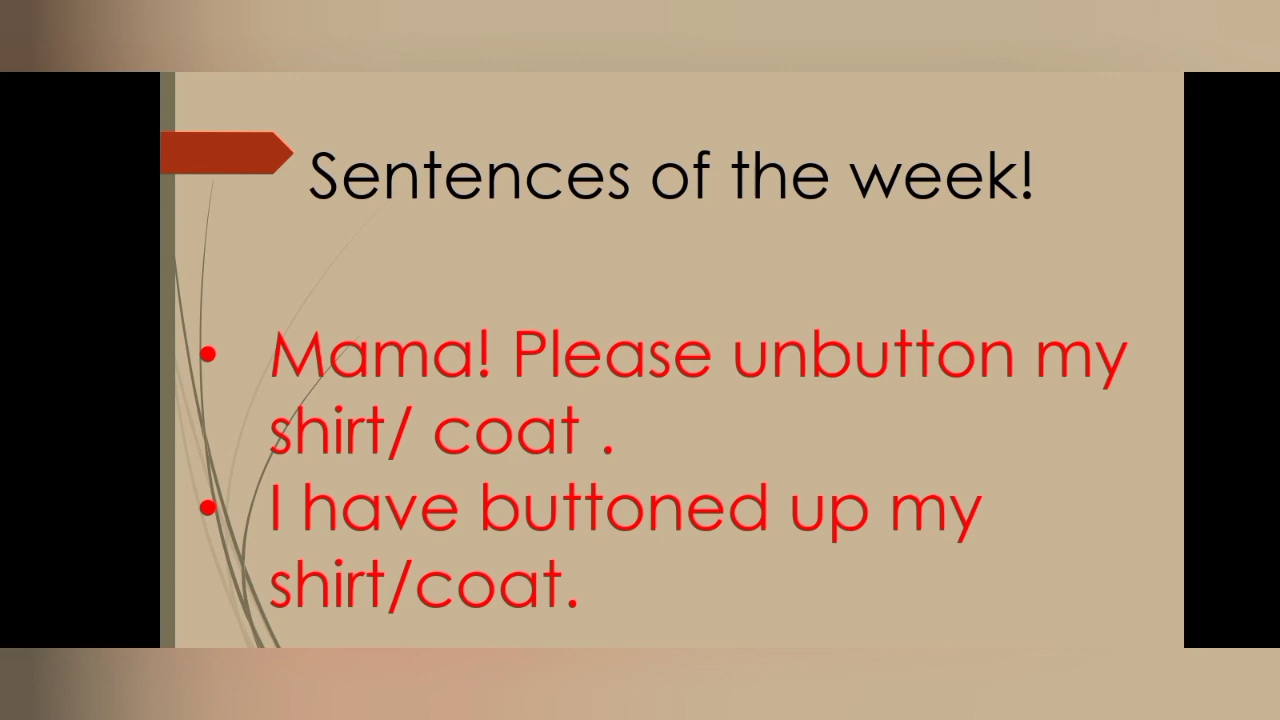 Sentences of the week!
• Mama! Please unbutton my
shirt/ coat .
• I have buttoned up my
shirt/coat.